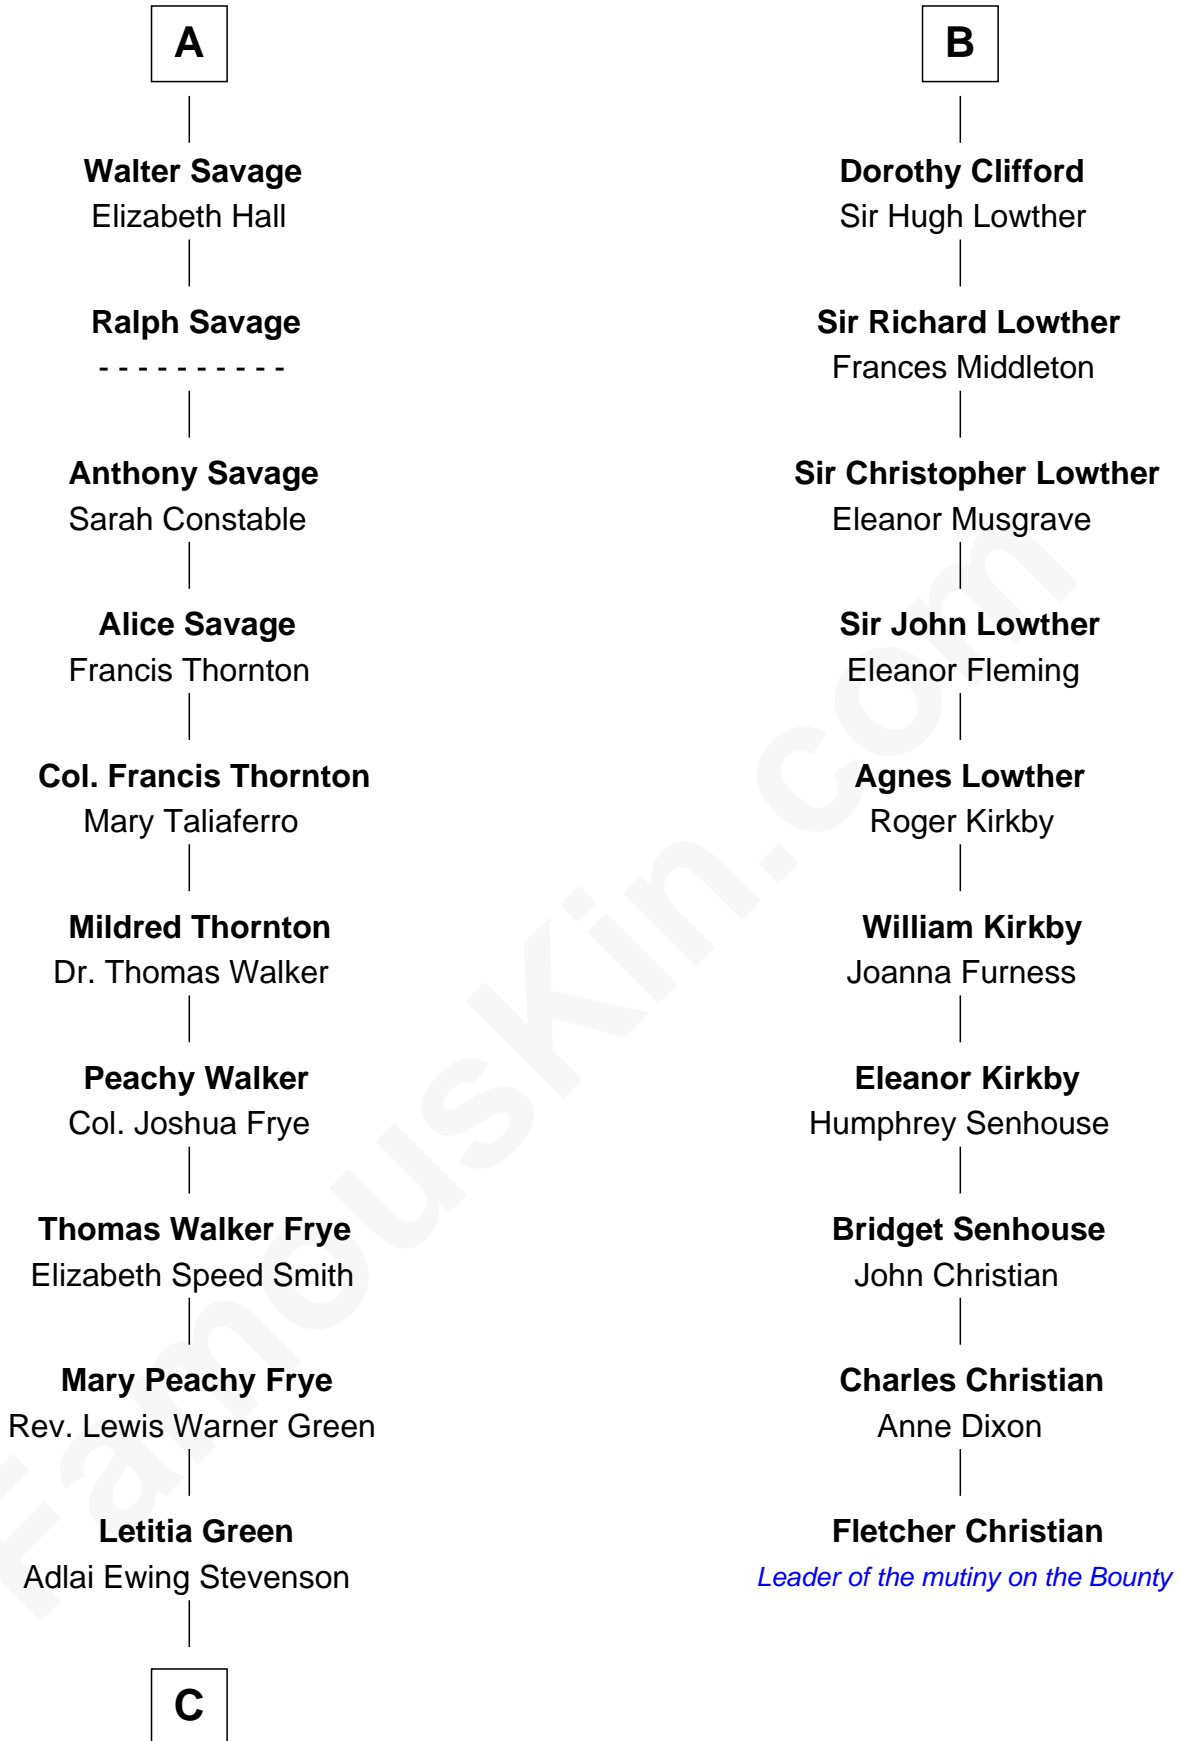 A
Walter Savage
Elizabeth Hall
Ralph Savage
- - - - - - - - - -
Anthony Savage
Sarah Constable
Alice Savage
Francis Thornton
Col. Francis Thornton
Mary Taliaferro
Mildred Thornton
Dr. Thomas Walker
Peachy Walker
Col. Joshua Frye
Thomas Walker Frye
Elizabeth Speed Smith
Mary Peachy Frye
Rev. Lewis Warner Green
Letitia Green
Adlai Ewing Stevenson
C
B
Dorothy Clifford
Sir Hugh Lowther
Sir Richard Lowther
Frances Middleton
Sir Christopher Lowther
Eleanor Musgrave
Sir John Lowther
Eleanor Fleming
Agnes Lowther
Roger Kirkby
William Kirkby
Joanna Furness
Eleanor Kirkby
Humphrey Senhouse
Bridget Senhouse
John Christian
Charles Christian
Anne Dixon
Fletcher Christian
Leader of the mutiny on the Bounty
FamousKin.com